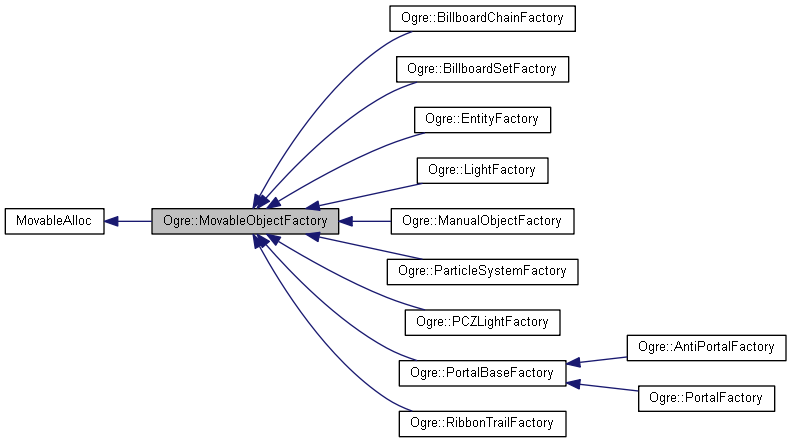 Ogre::BillboardChainFactory
Ogre::BillboardSetFactory
Ogre::EntityFactory
Ogre::LightFactory
MovableAlloc
Ogre::MovableObjectFactory
Ogre::ManualObjectFactory
Ogre::ParticleSystemFactory
Ogre::PCZLightFactory
Ogre::AntiPortalFactory
Ogre::PortalBaseFactory
Ogre::PortalFactory
Ogre::RibbonTrailFactory